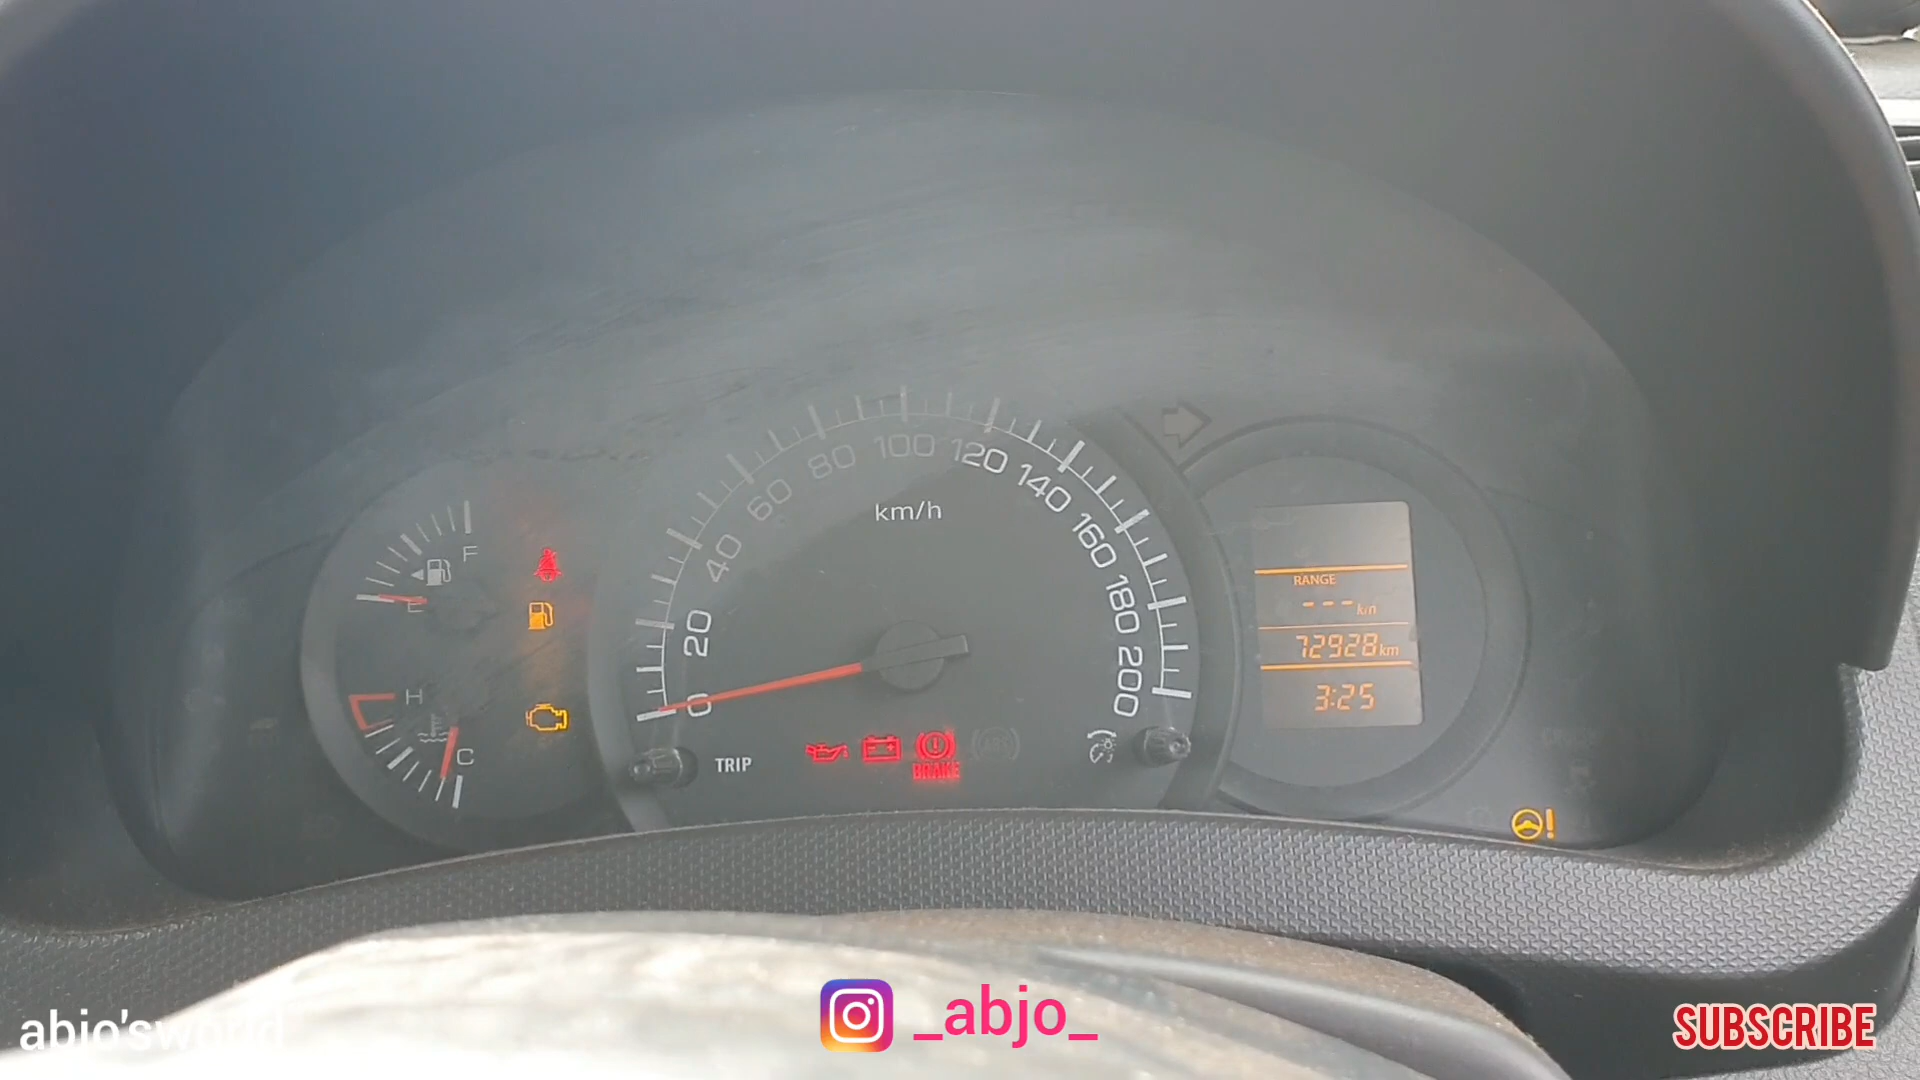 F
E
H
C
0
20
40
60
80
100
120
140
160
180
200
km/h
TRIP
BRAKE
RANGE
---km
72928km
3:25
abjo'sworld
_abjo_
SUBSCRIBE